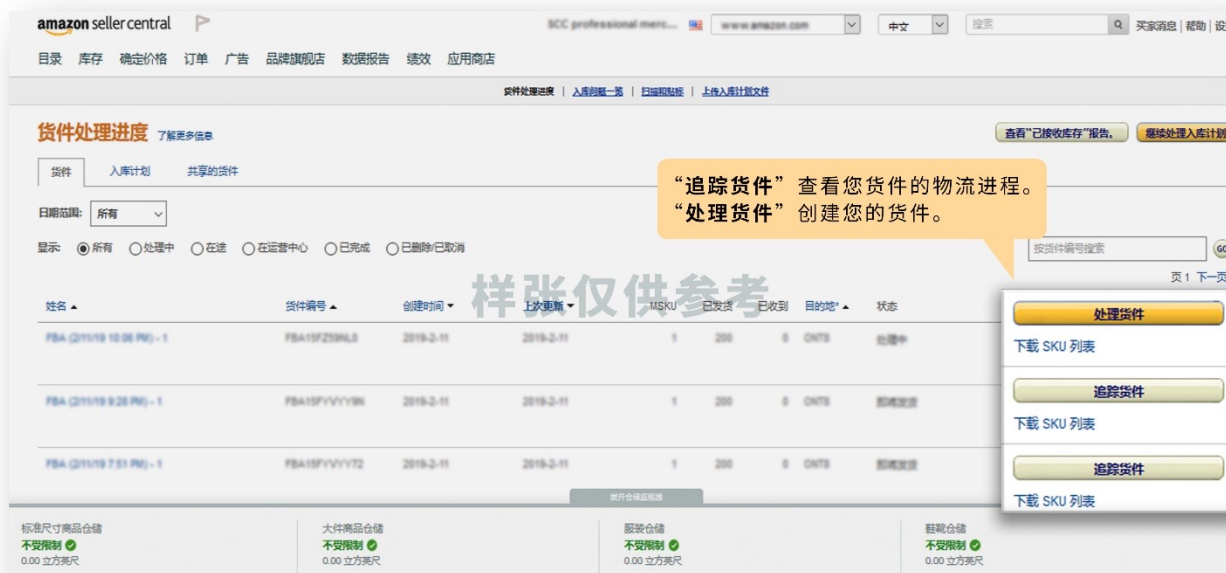 amazon seller central
SCC professional merc... www.amazon.com 中文 搜索 买家消息 | 帮助 | 设
目录 库存 确定价格 订单 广告 品牌旗舰店 数据报告 绩效 应用商店
货件处理进度 | 入库问题一览 | 扫描和贴标 | 上传入库计划文件
货件处理进度 了解更多信息
查看“已接收库存”报告。 继续处理入库计划
货件 入库计划 共享的货件
“追踪货件”查看您货件的物流进程。
“处理货件”创建您的货件。
日期范围: 所有
显示: 所有 处理中 在途 在运营中心 已完成 已删除/已取消
按货件编号搜索 GO
页 1 下一页
样张仅供参考
姓名 货件编号 创建时间 上次更新 MSKU 已发货 已收到 目的地* 状态
FBA (2/11/19 10:06 PM) - 1 2019-2-11 2019-2-11 1 200 0 ONT8 处理中
处理货件
下载 SKU 列表
FBA (2/11/19 9:28 PM) - 1 2019-2-11 2019-2-11 1 200 0 ONT8
追踪货件
下载 SKU 列表
FBA (2/11/19 7:51 PM) - 1 2019-2-11 2019-2-11 1 200 0 ONT8
追踪货件
下载 SKU 列表
展开仓储监视器
标准尺寸商品仓储 大件商品仓储 服装仓储 鞋靴仓储
不受限制 不受限制 不受限制 不受限制
0.00 立方英尺 0.00 立方英尺 0.00 立方英尺 0.00 立方英尺